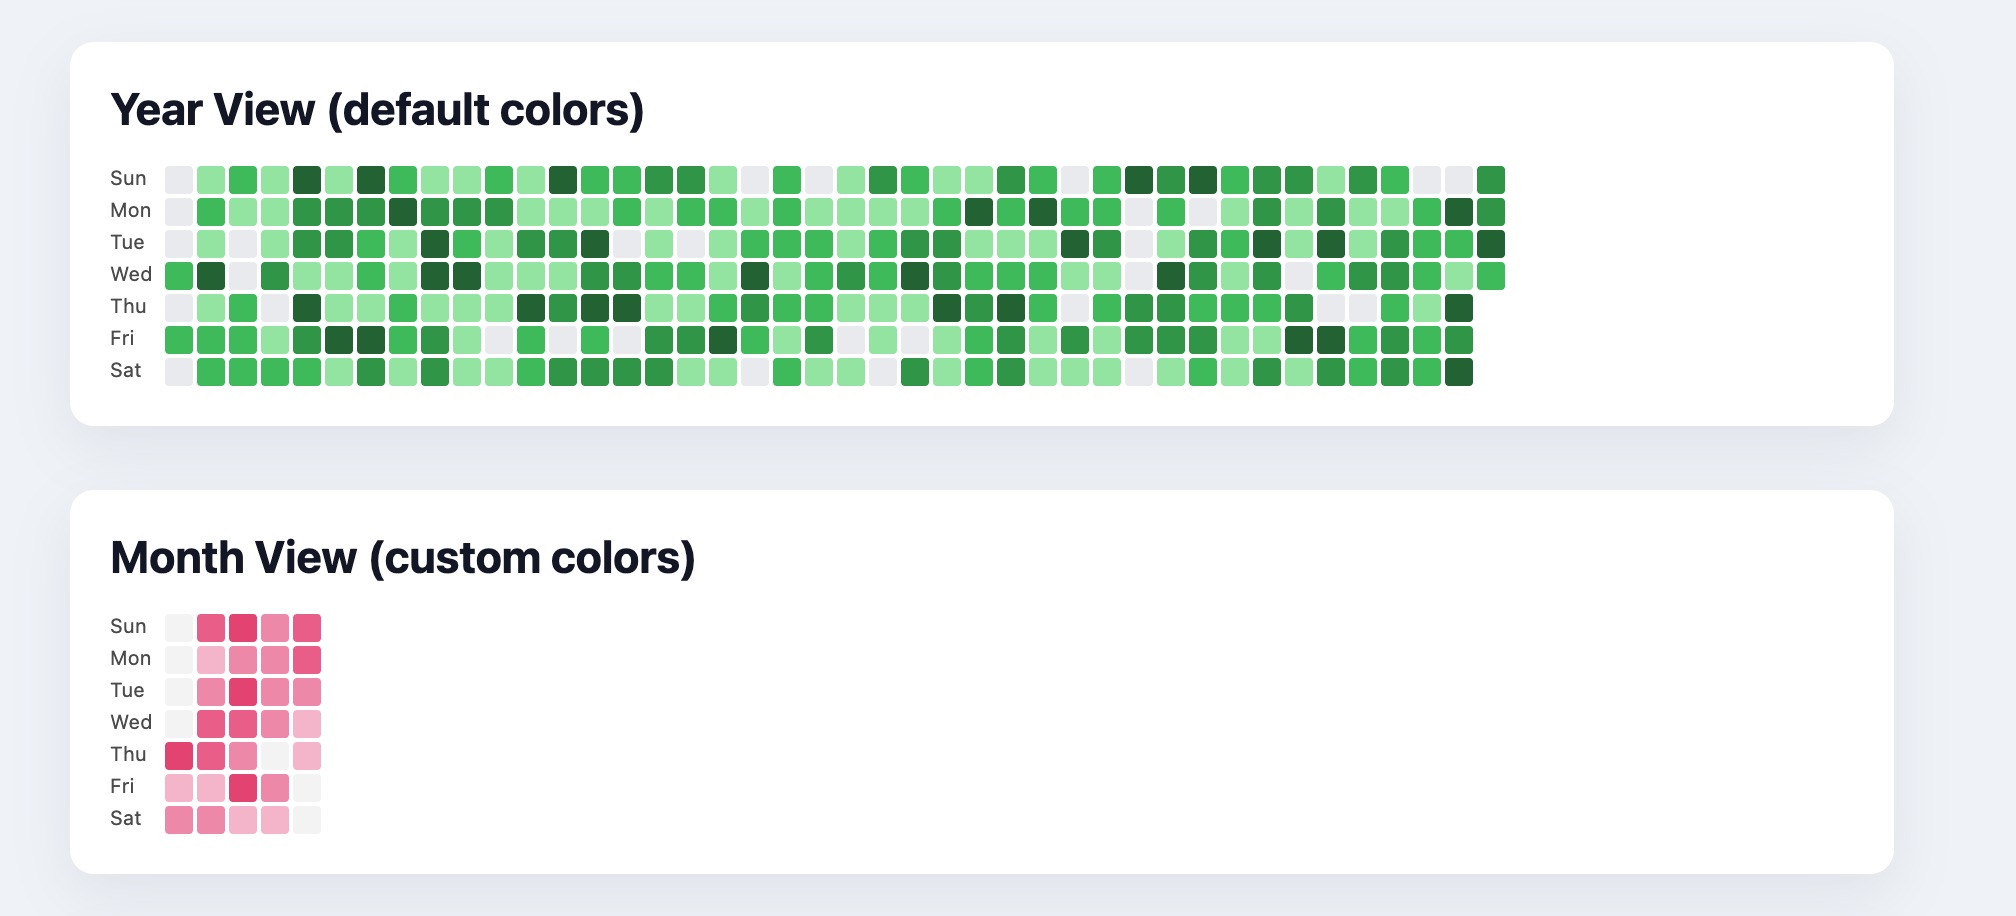 Year View (default colors)
Sun
Mon
Tue
Wed
Thu
Fri
Sat
Month View (custom colors)
Sun
Mon
Tue
Wed
Thu
Fri
Sat